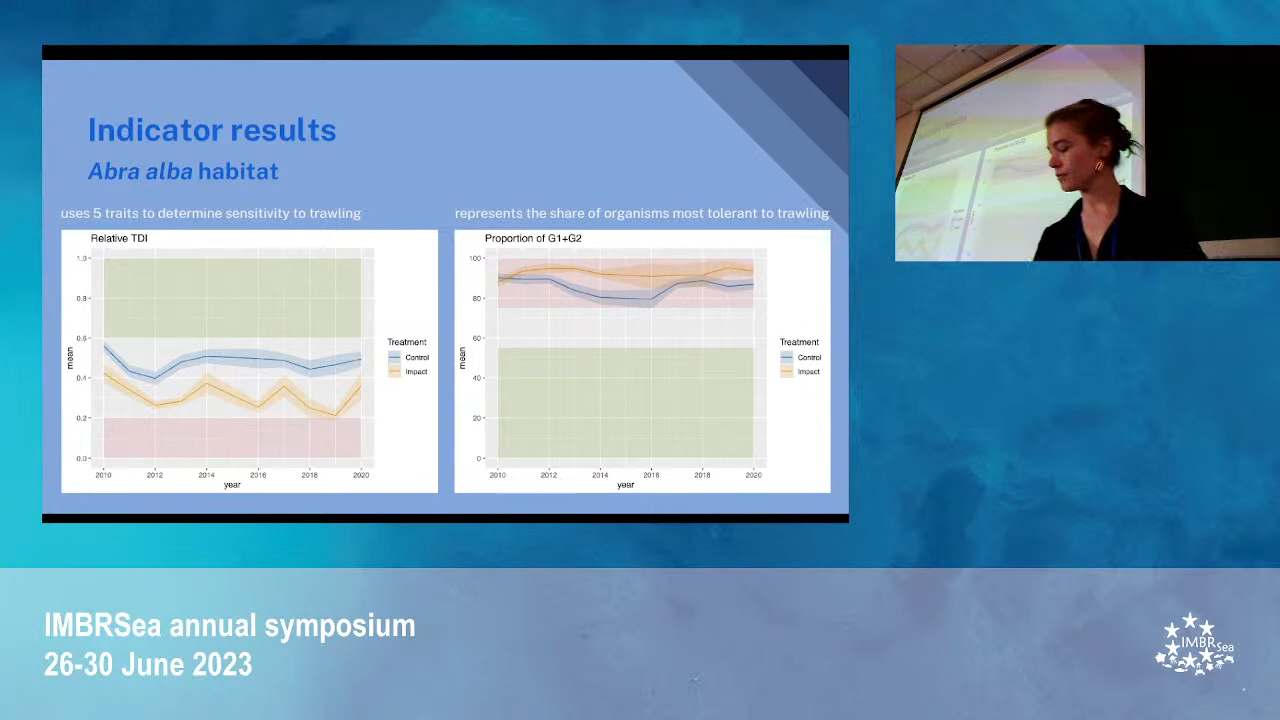 Indicator results
Abra alba habitat
uses 5 traits to determine sensitivity to trawling
represents the share of organisms most tolerant to trawling
Relative TDI
1.0
0.8
0.6
0.4
0.2
0.0
mean
2010 2012 2014 2016 2018 2020
year
Treatment
Control
Impact
Proportion of G1+G2
100
80
60
40
20
0
mean
2010 2012 2014 2016 2018 2020
year
Treatment
Control
Impact
IMBRSea annual symposium
26-30 June 2023
IMBRSea